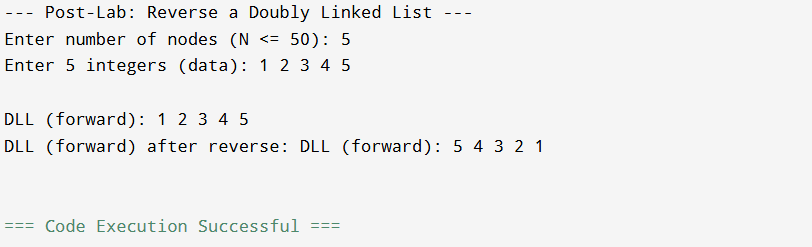 --- Post-Lab: Reverse a Doubly Linked List ---
Enter number of nodes (N <= 50): 5
Enter 5 integers (data): 1 2 3 4 5
DLL (forward): 1 2 3 4 5
DLL (forward) after reverse: DLL (forward): 5 4 3 2 1
=== Code Execution Successful ===